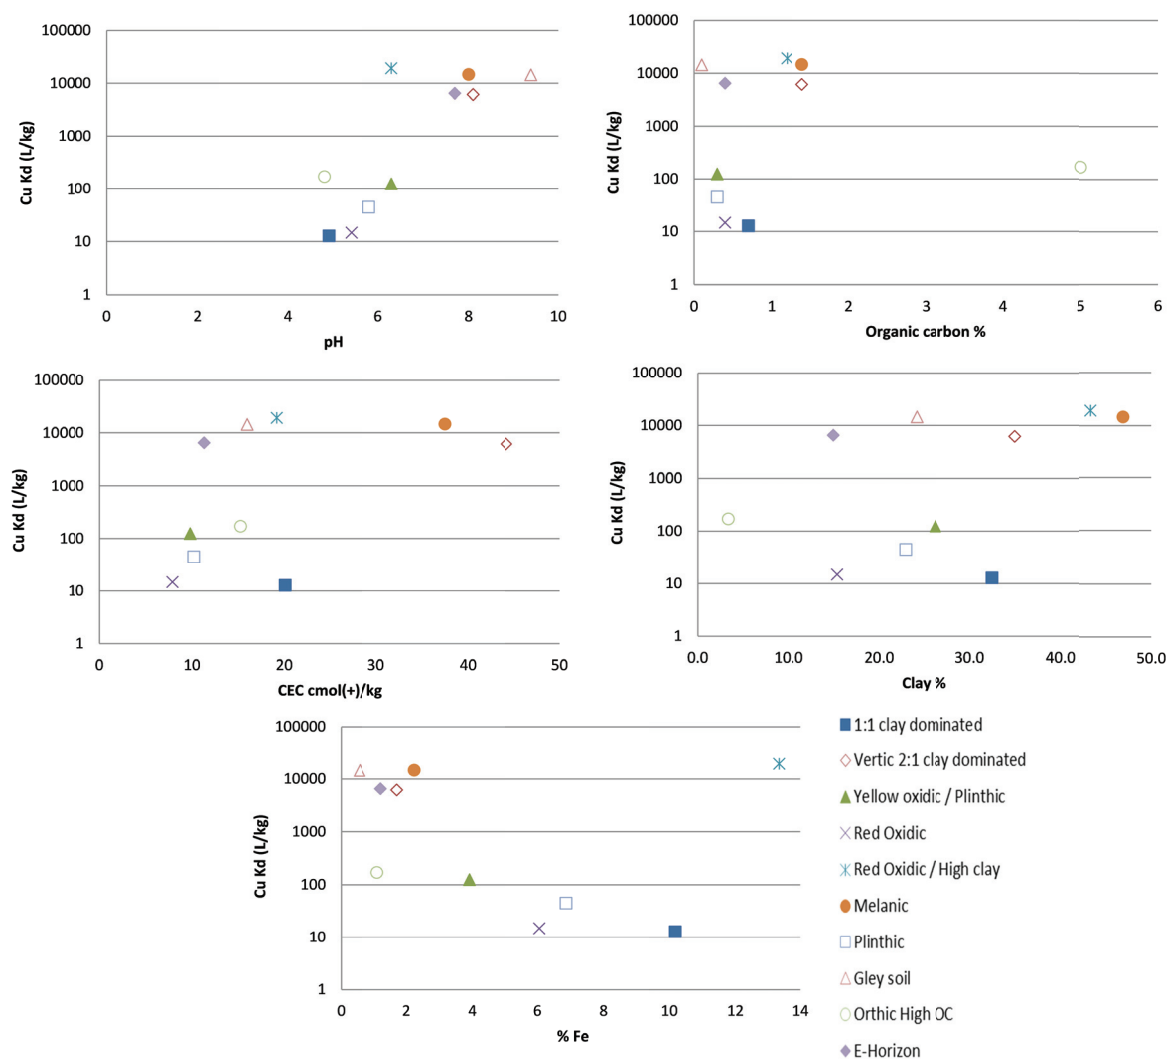 100000
10000
1000
100
10
1
Cu Kd (L/kg)
0 2 4 6 8 10
pH
100000
10000
1000
100
10
1
Cu Kd (L/kg)
0 1 2 3 4 5 6
Organic carbon %
100000
10000
1000
100
10
1
Cu Kd (L/kg)
0 10 20 30 40 50
CEC cmol(+)/kg
100000
10000
1000
100
10
1
Cu Kd (L/kg)
0.0 10.0 20.0 30.0 40.0 50.0
Clay %
100000
10000
1000
100
10
1
Cu Kd (L/kg)
0 2 4 6 8 10 12 14
% Fe
1:1 clay dominated
Vertic 2:1 clay dominated
Yellow oxidic / Plinthic
Red Oxidic
Red Oxidic / High clay
Melanic
Plinthic
Gley soil
Orthic High OC
E-Horizon